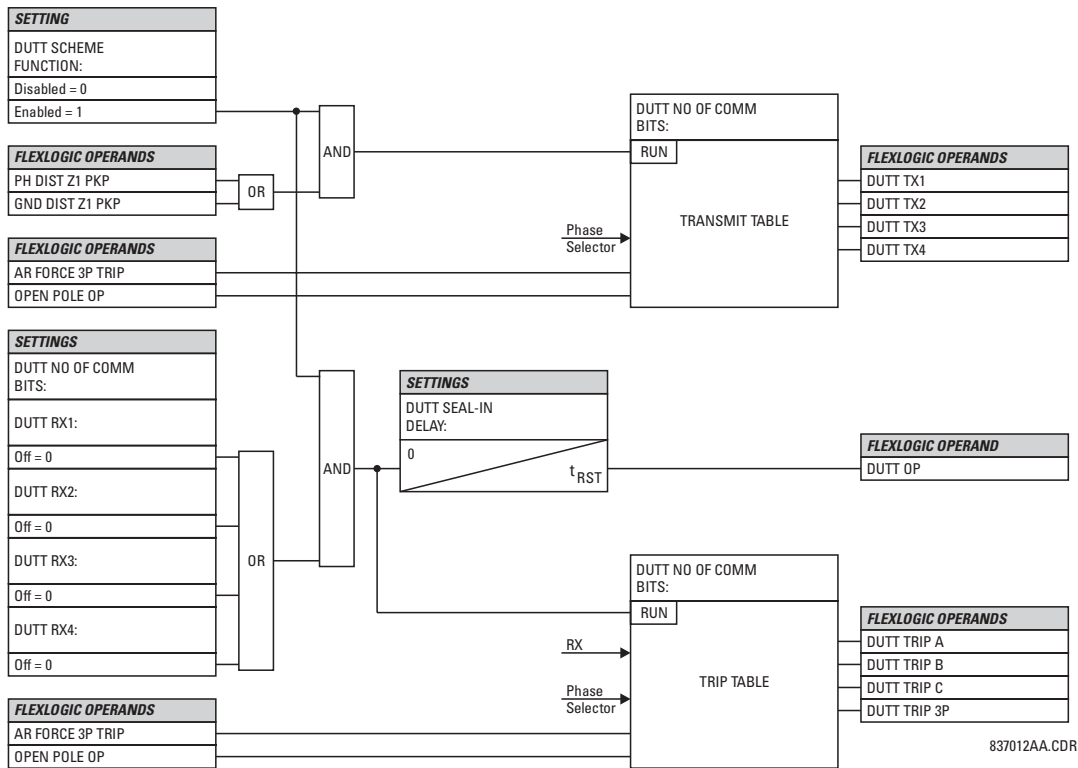 SETTING
DUTT SCHEME
FUNCTION:
Disabled = 0
Enabled = 1
FLEXLOGIC OPERANDS
PH DIST Z1 PKP
GND DIST Z1 PKP
OR
AND
FLEXLOGIC OPERANDS
AR FORCE 3P TRIP
OPEN POLE OP
DUTT NO OF COMM
BITS:
RUN
TRANSMIT TABLE
Phase
Selector
FLEXLOGIC OPERANDS
DUTT TX1
DUTT TX2
DUTT TX3
DUTT TX4
SETTINGS
DUTT NO OF COMM
BITS:
DUTT RX1:
Off = 0
DUTT RX2:
Off = 0
DUTT RX3:
Off = 0
DUTT RX4:
Off = 0
OR
AND
SETTINGS
DUTT SEAL-IN
DELAY:
0
tRST
FLEXLOGIC OPERAND
DUTT OP
FLEXLOGIC OPERANDS
AR FORCE 3P TRIP
OPEN POLE OP
DUTT NO OF COMM
BITS:
RUN
RX
Phase
Selector
TRIP TABLE
FLEXLOGIC OPERANDS
DUTT TRIP A
DUTT TRIP B
DUTT TRIP C
DUTT TRIP 3P
837012AA.CDR